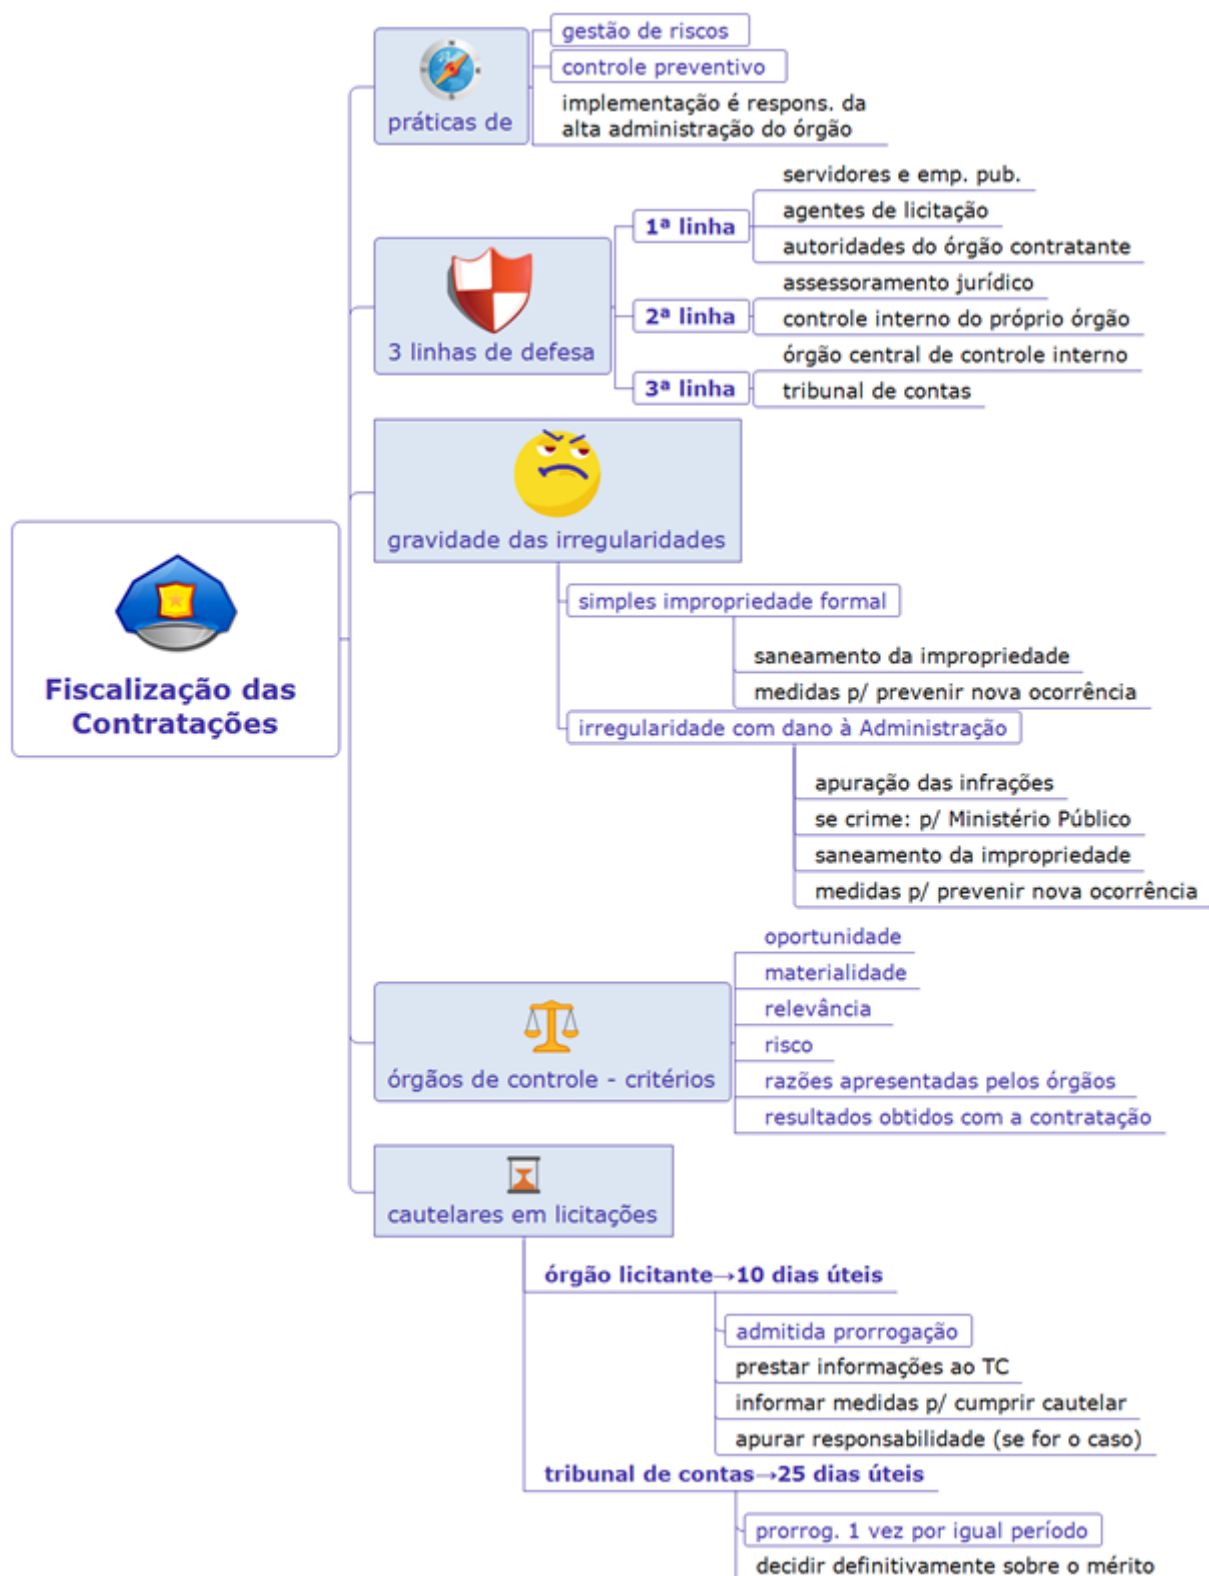 Fiscalização das
Contratações
práticas de
gestão de riscos
controle preventivo
implementação é respons. da
alta administração do órgão
3 linhas de defesa
1ª linha
servidores e emp. pub.
agentes de licitação
autoridades do órgão contratante
2ª linha
assessoramento jurídico
controle interno do próprio órgão
3ª linha
órgão central de controle interno
tribunal de contas
gravidade das irregularidades
simples impropriedade formal
saneamento da impropriedade
medidas p/ prevenir nova ocorrência
irregularidade com dano à Administração
apuração das infrações
se crime: p/ Ministério Público
saneamento da impropriedade
medidas p/ prevenir nova ocorrência
órgãos de controle - critérios
oportunidade
materialidade
relevância
risco
razões apresentadas pelos órgãos
resultados obtidos com a contratação
cautelares em licitações
órgão licitante→10 dias úteis
admitida prorrogação
prestar informações ao TC
informar medidas p/ cumprir cautelar
apurar responsabilidade (se for o caso)
tribunal de contas→25 dias úteis
prorrog. 1 vez por igual período
decidir definitivamente sobre o mérito